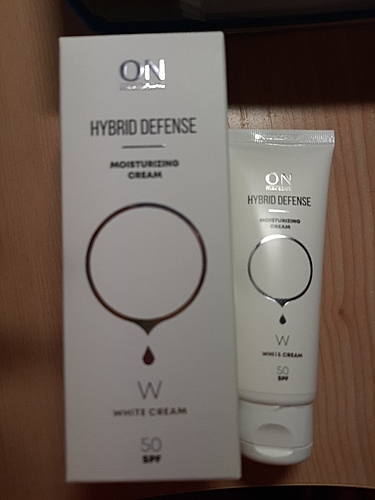 ON
HYBRID DEFENSE
MOISTURIZING
CREAM
W
WHITE CREAM
50
SPF
ON
HYBRID DEFENSE
MOISTURIZING
CREAM
W
WHITE CREAM
50
SPF